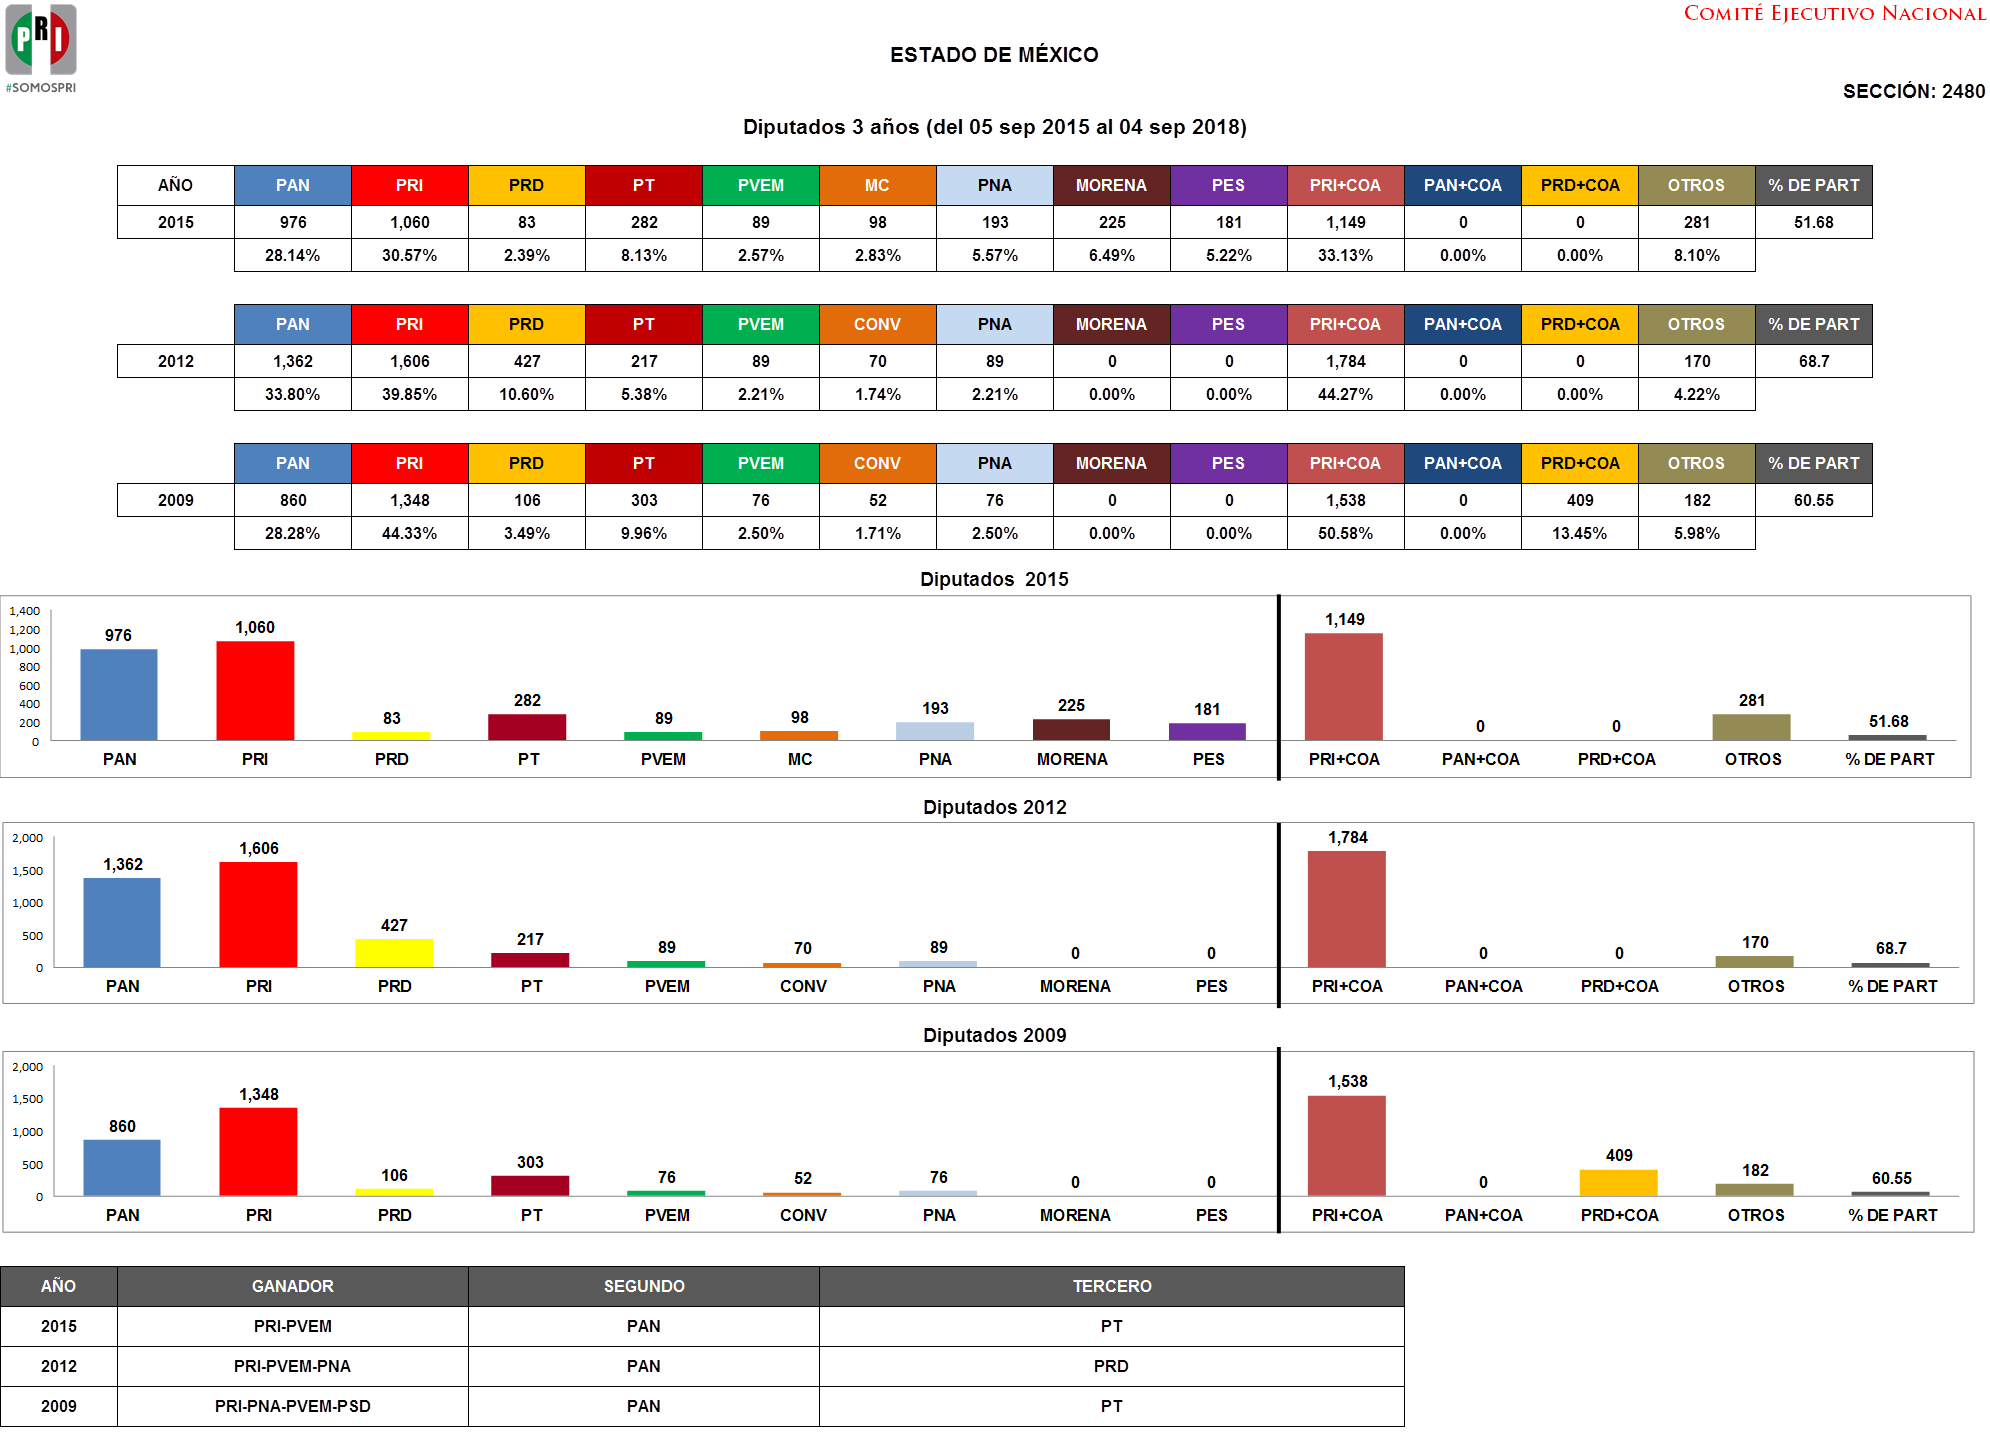 PRI
#SOMOSPRI
COMITÉ EJECUTIVO NACIONAL
ESTADO DE MÉXICO
SECCIÓN: 2480
Diputados 3 años (del 05 sep 2015 al 04 sep 2018)
AÑO PAN PRI PRD PT PVEM MC PNA MORENA PES PRI+COA PAN+COA PRD+COA OTROS % DE PART
2015 976 1,060 83 282 89 98 193 225 181 1,149 0 0 281 51.68
28.14% 30.57% 2.39% 8.13% 2.57% 2.83% 5.57% 6.49% 5.22% 33.13% 0.00% 0.00% 8.10%
PAN PRI PRD PT PVEM CONV PNA MORENA PES PRI+COA PAN+COA PRD+COA OTROS % DE PART
2012 1,362 1,606 427 217 89 70 89 0 0 1,784 0 0 170 68.7
33.80% 39.85% 10.60% 5.38% 2.21% 1.74% 2.21% 0.00% 0.00% 44.27% 0.00% 0.00% 4.22%
PAN PRI PRD PT PVEM CONV PNA MORENA PES PRI+COA PAN+COA PRD+COA OTROS % DE PART
2009 860 1,348 106 303 76 52 76 0 0 1,538 0 409 182 60.55
28.28% 44.33% 3.49% 9.96% 2.50% 1.71% 2.50% 0.00% 0.00% 50.58% 0.00% 13.45% 5.98%
Diputados 2015
1,400
1,200
1,000
800
600
400
200
0
976 1,060 83 282 89 98 193 225 181 1,149 0 0 281 51.68
PAN PRI PRD PT PVEM MC PNA MORENA PES PRI+COA PAN+COA PRD+COA OTROS % DE PART
Diputados 2012
2,000
1,500
1,000
500
0
1,362 1,606 427 217 89 70 89 0 0 1,784 0 0 170 68.7
PAN PRI PRD PT PVEM CONV PNA MORENA PES PRI+COA PAN+COA PRD+COA OTROS % DE PART
Diputados 2009
2,000
1,500
1,000
500
0
860 1,348 106 303 76 52 76 0 0 1,538 0 409 182 60.55
PAN PRI PRD PT PVEM CONV PNA MORENA PES PRI+COA PAN+COA PRD+COA OTROS % DE PART
AÑO GANADOR SEGUNDO TERCERO
2015 PRI-PVEM PAN PT
2012 PRI-PVEM-PNA PAN PRD
2009 PRI-PNA-PVEM-PSD PAN PT